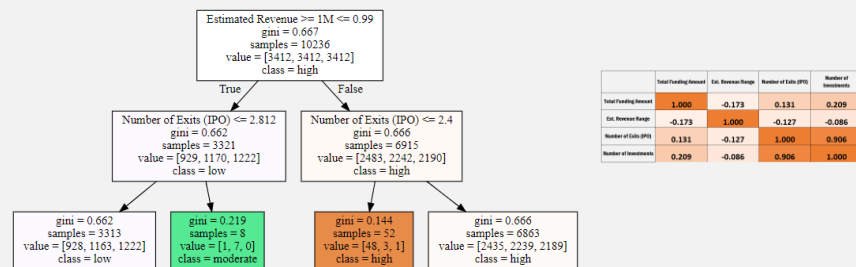 Estimated Revenue >= 1M <= 0.99
gini = 0.667
samples = 10236
value = [3412, 3412, 3412]
class = high
True
False
Number of Exits (IPO) <= 2.812
gini = 0.662
samples = 3321
value = [929, 1170, 1222]
class = low
Number of Exits (IPO) <= 2.4
gini = 0.666
samples = 6915
value = [2483, 2242, 2190]
class = high
gini = 0.662
samples = 3313
value = [928, 1163, 1222]
class = low
gini = 0.219
samples = 8
value = [1, 7, 0]
class = moderate
gini = 0.144
samples = 52
value = [48, 3, 1]
class = high
gini = 0.666
samples = 6863
value = [2435, 2239, 2189]
class = high
Total Funding Amount Est. Revenue Range Number of Exits (IPO) Number of
Investments
Total Funding Amount 1.000 -0.173 0.131 0.209
Est. Revenue Range -0.173 1.000 -0.127 -0.086
Number of Exits (IPO) 0.131 -0.127 1.000 0.906
Number of Investments 0.209 -0.086 0.906 1.000